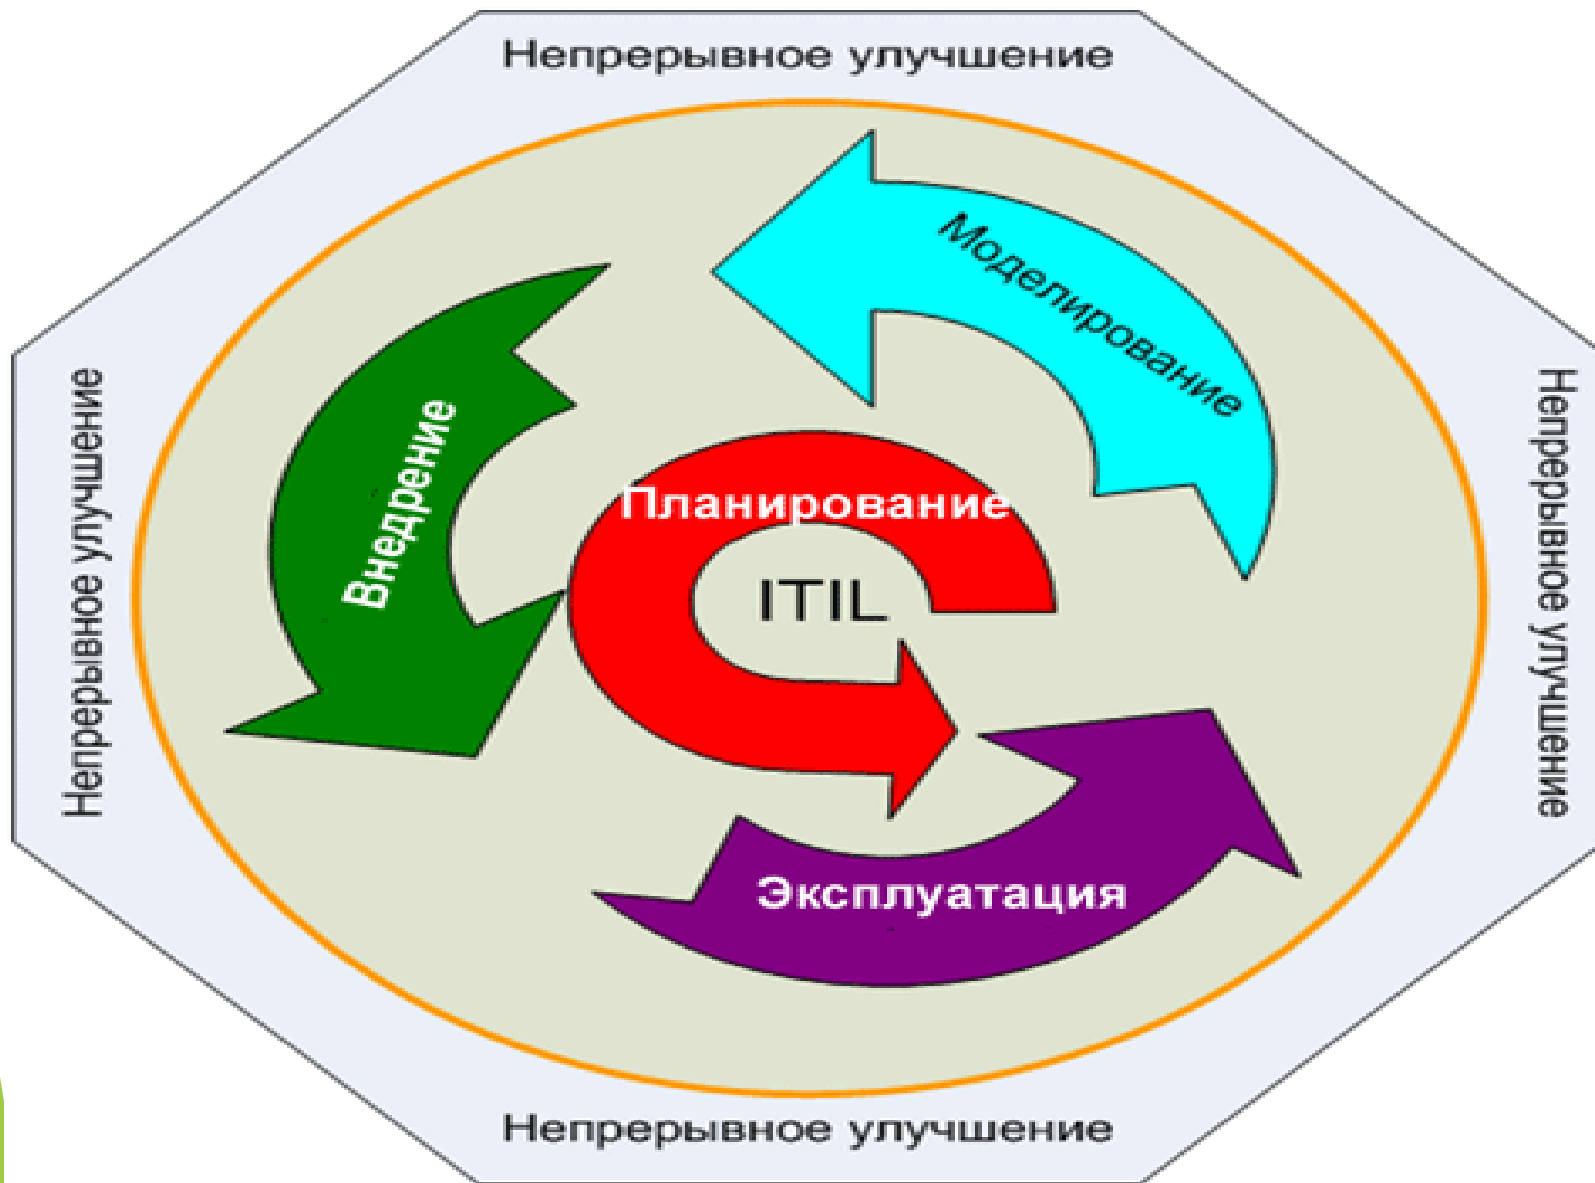 Непрерывное улучшение
Моделирование
Непрерывное улучшение
Внедрение
Планирование
ITIL
Непрерывное улучшение
Эксплуатация
Непрерывное улучшение